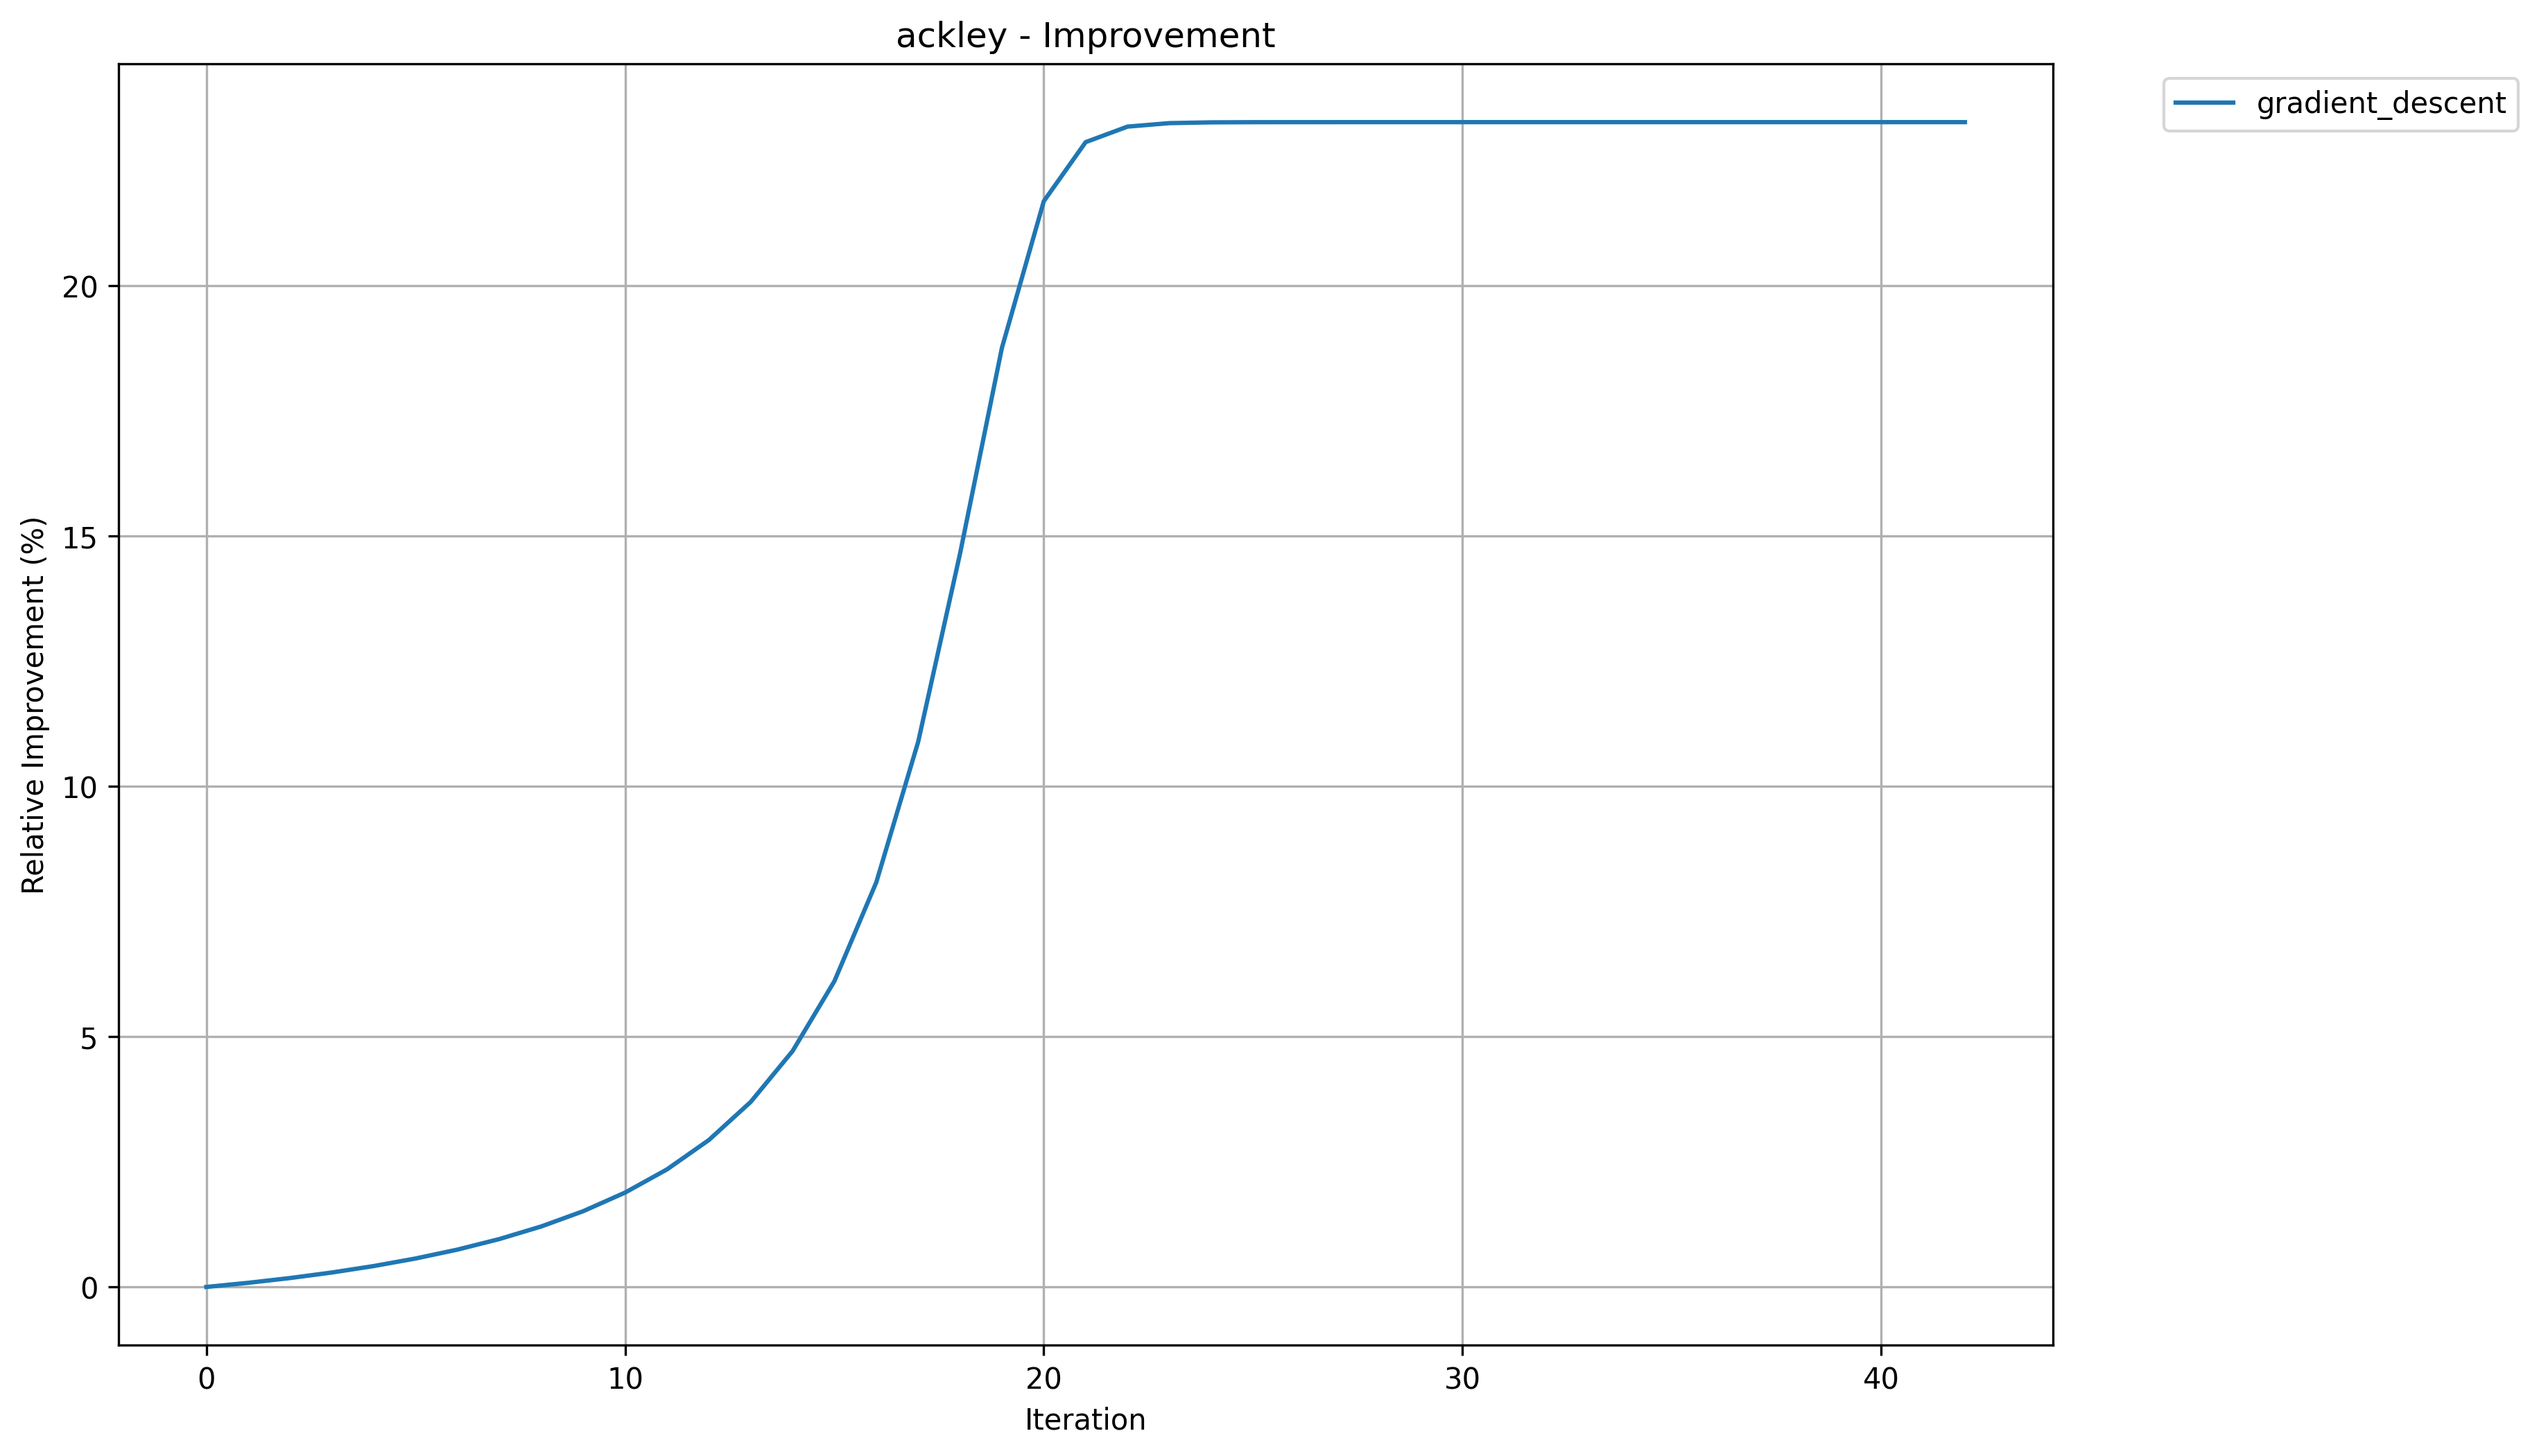 ackley - Improvement
gradient_descent
Relative Improvement (%)
20
15
10
5
0
0 10 20 30 40
Iteration